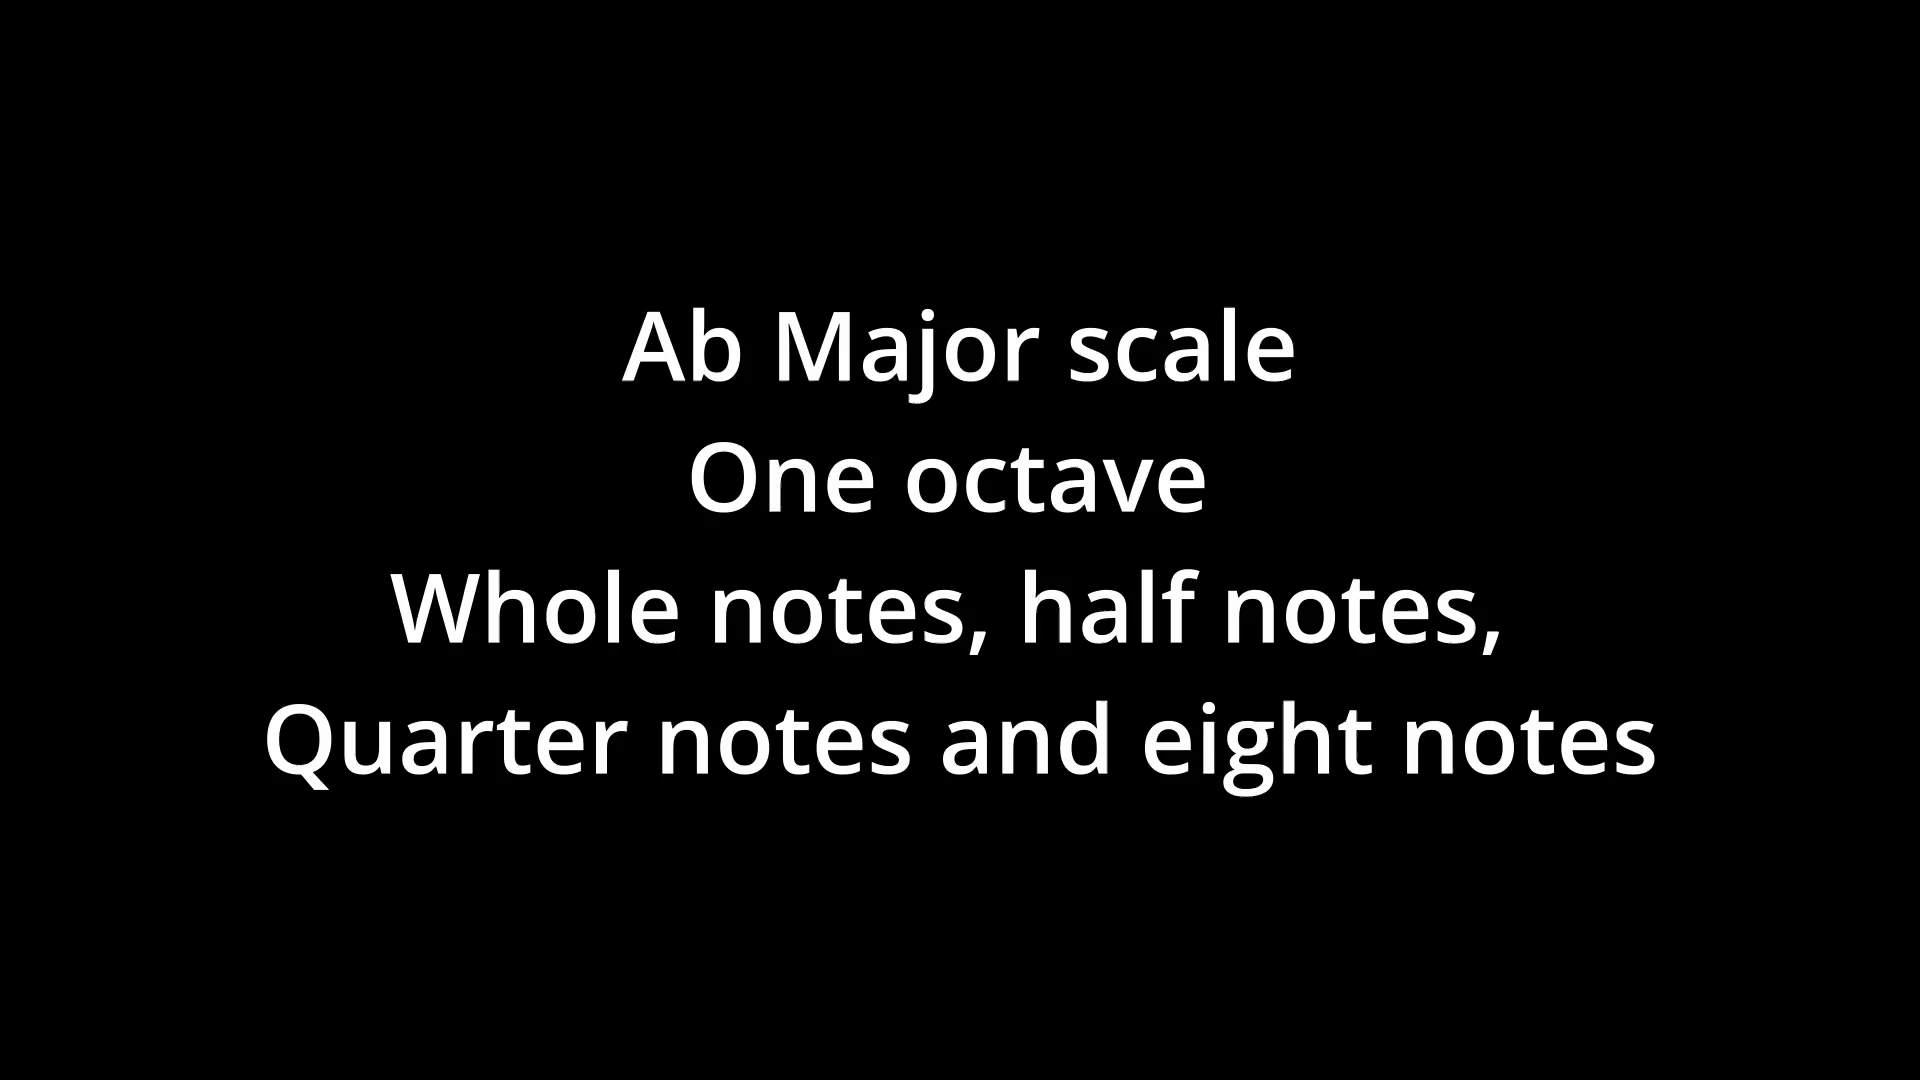 Ab Major scale
One octave
Whole notes, half notes,
Quarter notes and eight notes